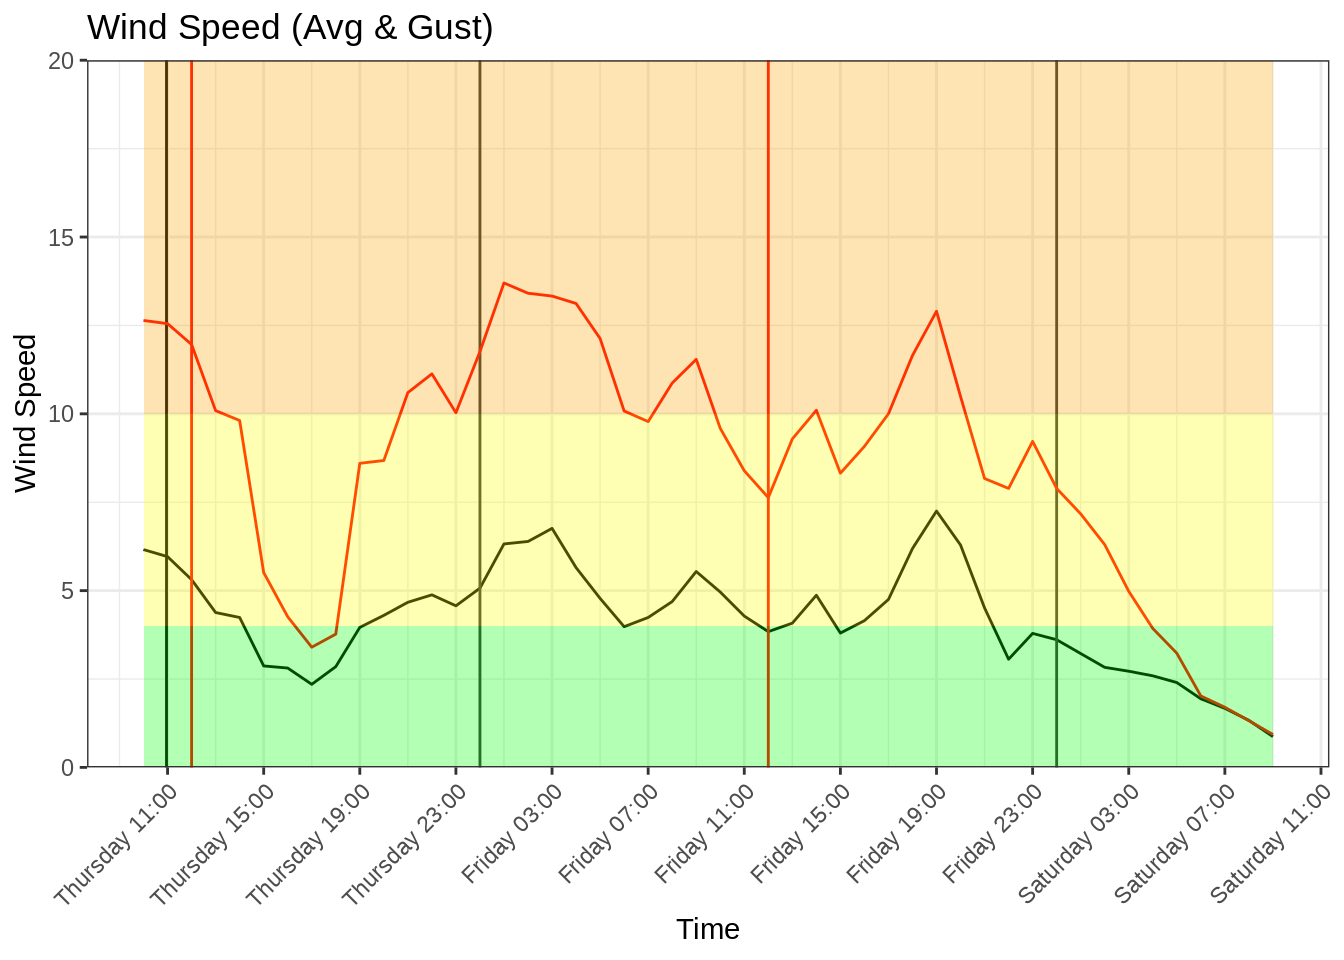 Wind Speed (Avg & Gust)
20
15
10
5
0
Wind Speed
Thursday 11:00
Thursday 15:00
Thursday 19:00
Thursday 23:00
Friday 03:00
Friday 07:00
Friday 11:00
Friday 15:00
Friday 19:00
Friday 23:00
Saturday 03:00
Saturday 07:00
Saturday 11:00
Time